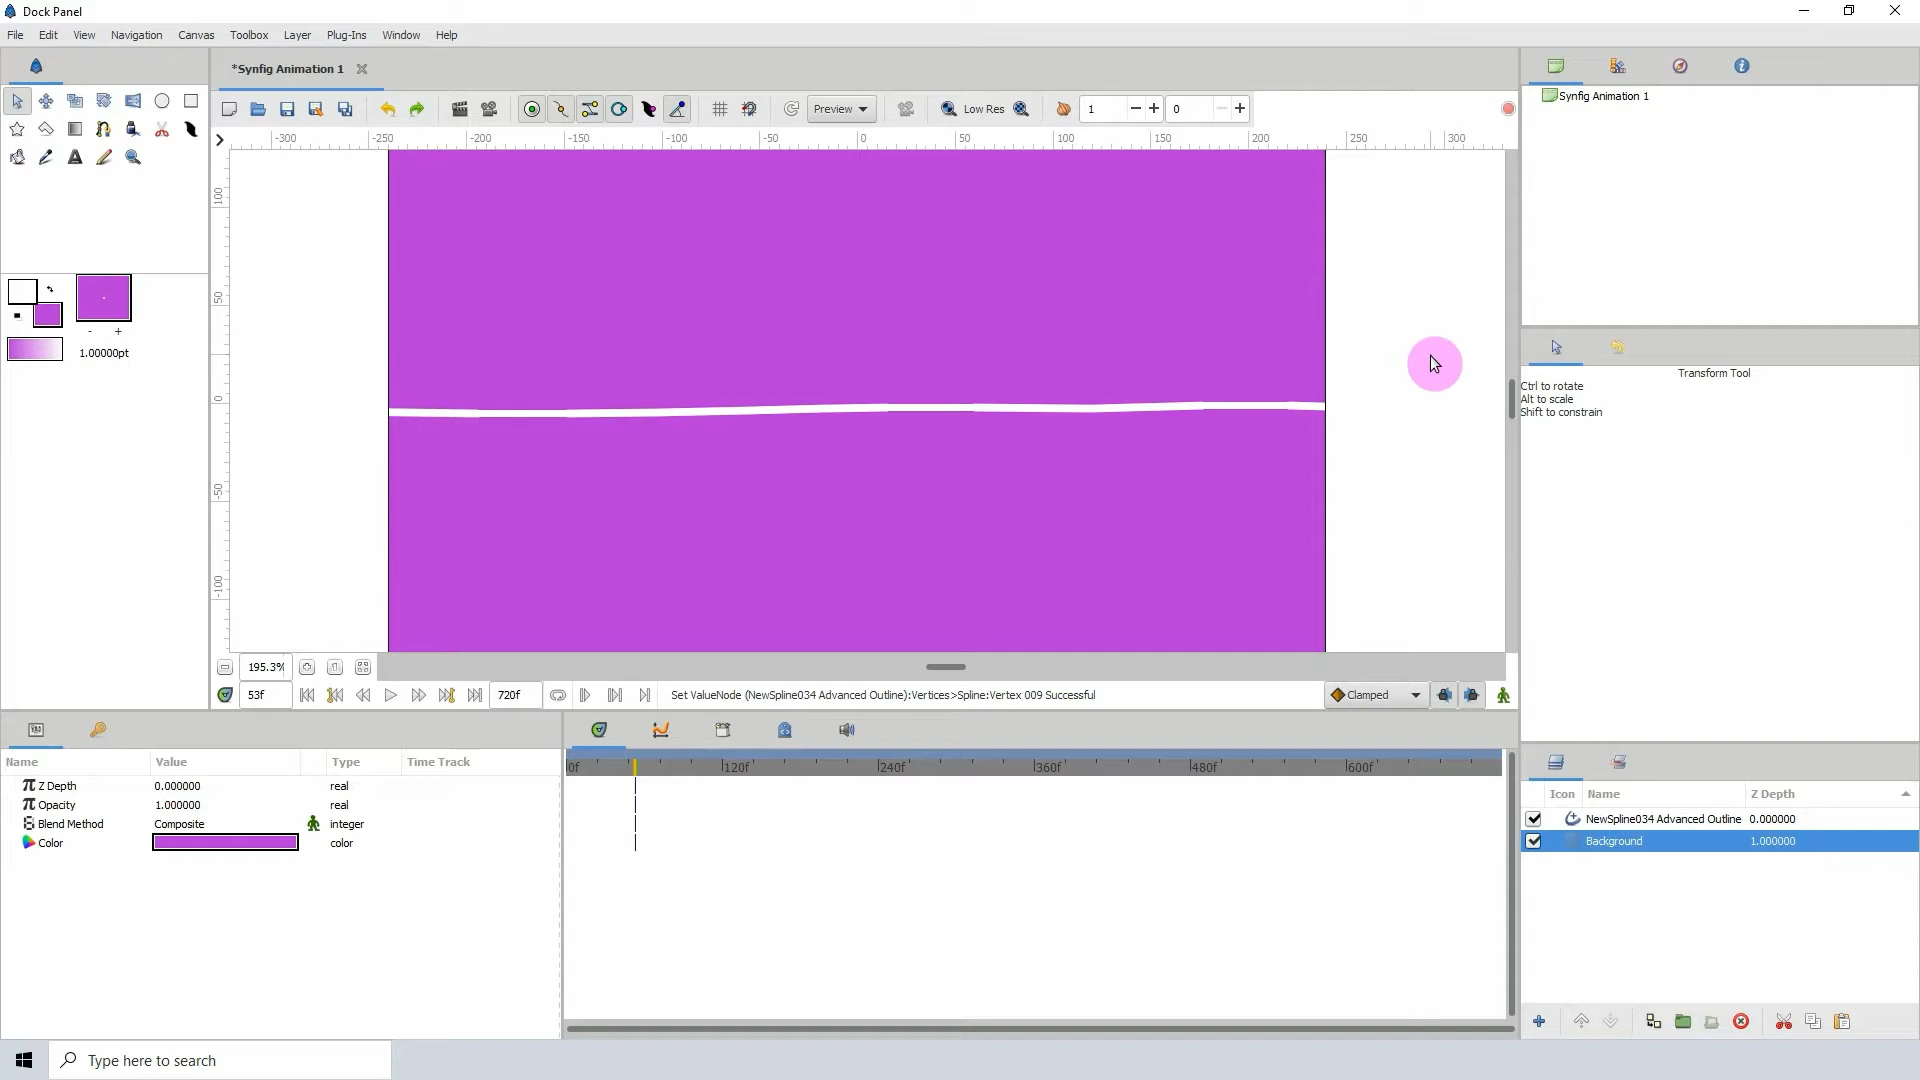 Dock Panel
File Edit View Navigation Canvas Toolbox Layer Plug-Ins Window Help
*Synfig Animation 1
Preview Low Res 1 0
-300 -250 -200 -150 -100 -50 0 50 100 150 200 250 300
100
50
0
-50
-100
- +
1.00000pt
Synfig Animation 1
Transform Tool
Ctrl to rotate
Alt to scale
Shift to constrain
195.3%
53f 720f Set ValueNode (NewSpline034 Advanced Outline):Vertices>Spline:Vertex 009 Successful Clamped
Name Value Type Time Track
Z Depth 0.000000 real
Opacity 1.000000 real
Blend Method Composite integer
Color color
0f 120f 240f 360f 480f 600f
Icon Name Z Depth
NewSpline034 Advanced Outline 0.000000
Background 1.000000
Type here to search